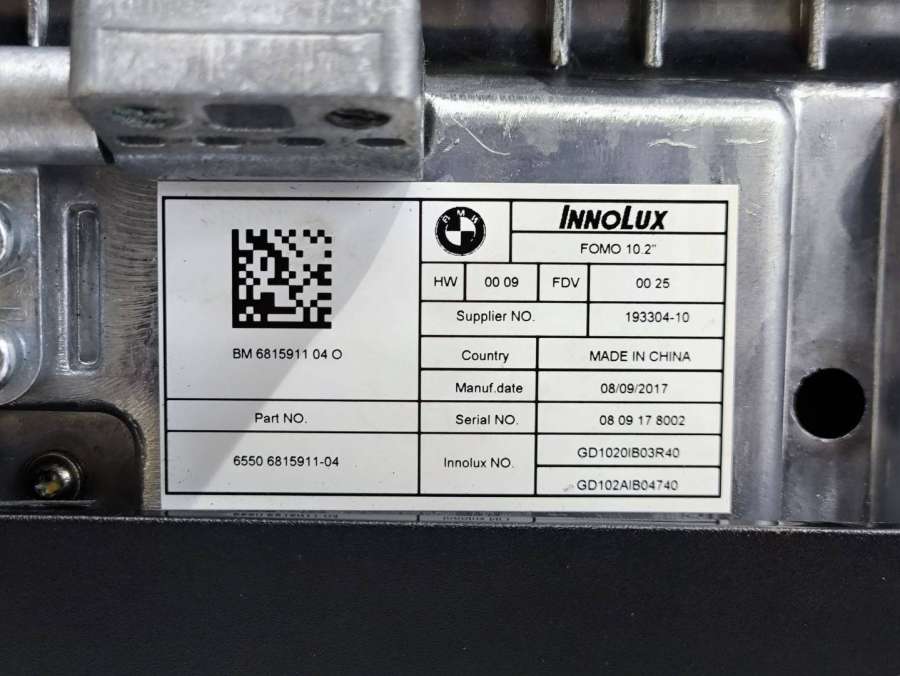 BM 6815911 04 O
Part NO.
6550 6815911-04
BMW
INNOLUX
FOMO 10.2"
HW 00 09 FDV 00 25
Supplier NO. 193304-10
Country MADE IN CHINA
Manuf.date 08/09/2017
Serial NO. 08 09 17 8002
Innolux NO. GD1020IB03R40
GD102AIB04740